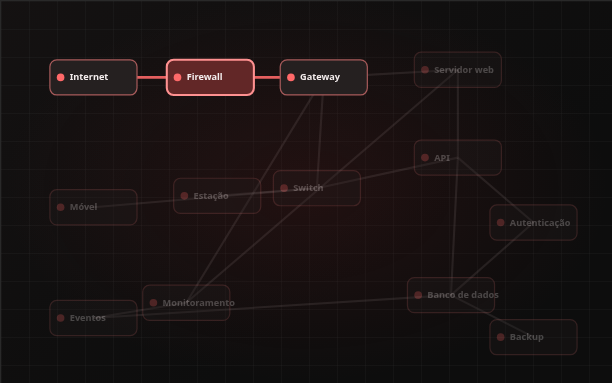 Internet
Firewall
Gateway
Servidor web
API
Estação
Switch
Móvel
Autenticação
Monitoramento
Banco de dados
Eventos
Backup